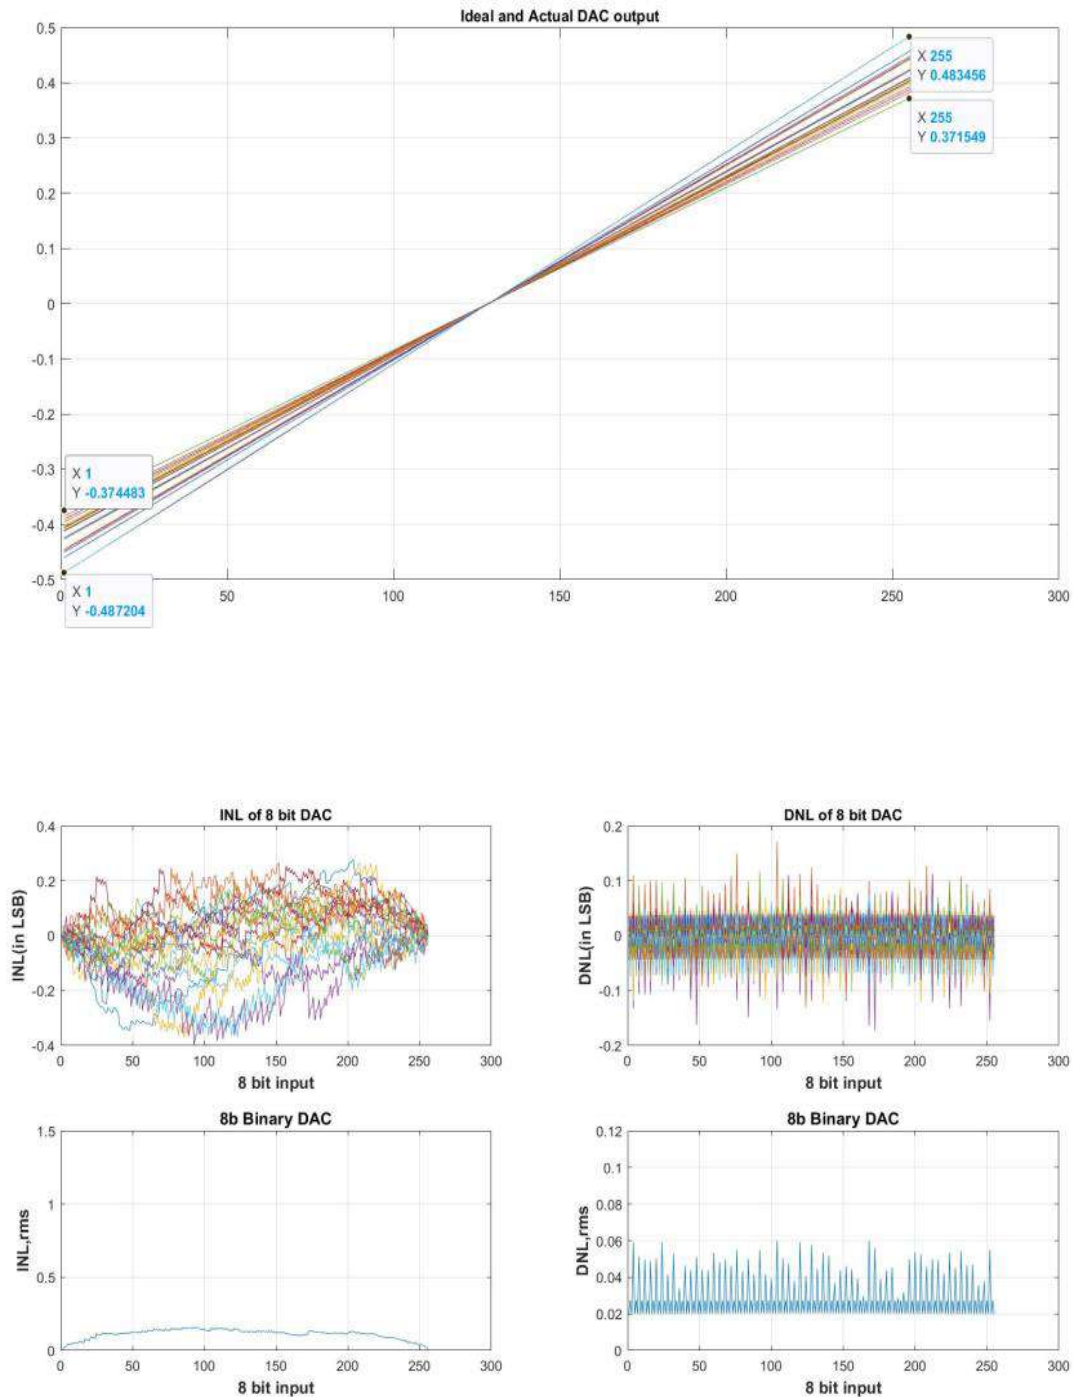 Ideal and Actual DAC output
0.5
0.4
0.3
0.2
0.1
0
-0.1
-0.2
-0.3
-0.4
-0.5
X 255
Y 0.483456
X 255
Y 0.371549
X 1
Y -0.374483
X 1
Y -0.487204
0 50 100 150 200 250 300
INL of 8 bit DAC
INL(in LSB)
0.4
0.2
0
-0.2
-0.4
0 50 100 150 200 250 300
8 bit input
DNL of 8 bit DAC
DNL(in LSB)
0.2
0.1
0
-0.1
-0.2
0 50 100 150 200 250 300
8 bit input
8b Binary DAC
INL,rms
1.5
1
0.5
0
0 50 100 150 200 250 300
8 bit input
8b Binary DAC
DNL,rms
0.12
0.1
0.08
0.06
0.04
0.02
0
0 50 100 150 200 250 300
8 bit input